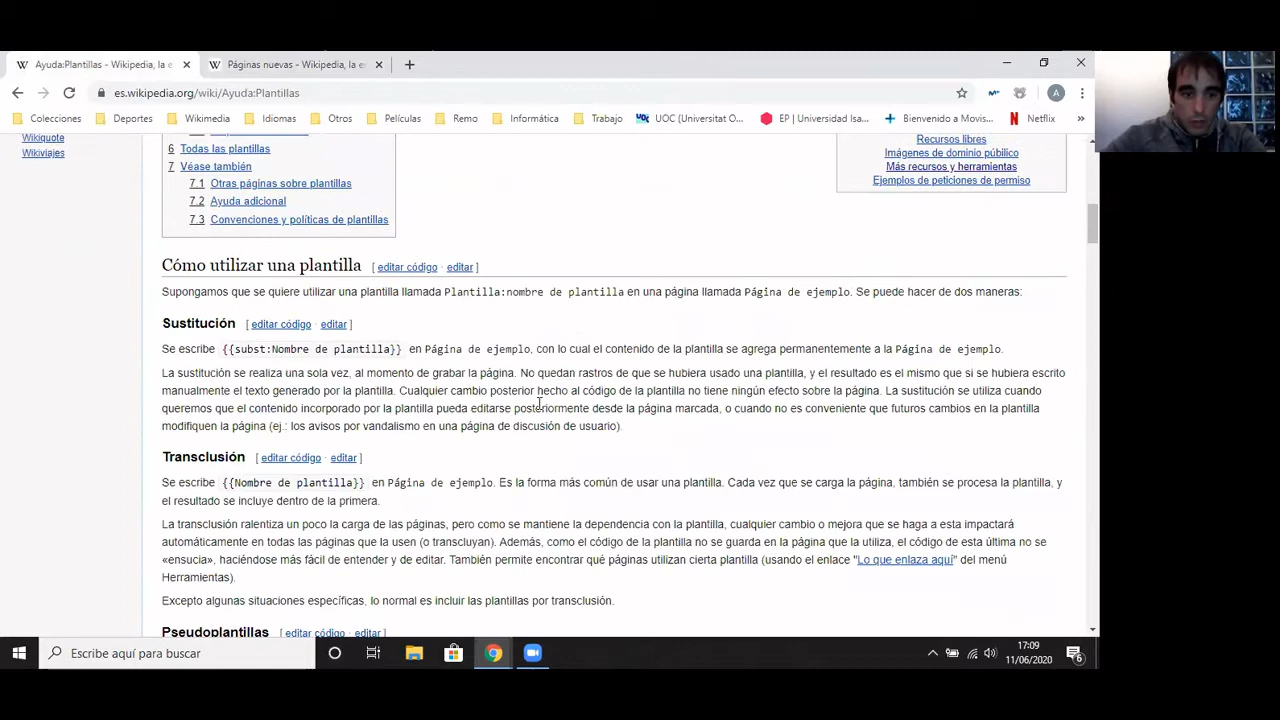 Ayuda:Plantillas - Wikipedia, la e
Páginas nuevas - Wikipedia, la e
es.wikipedia.org/wiki/Ayuda:Plantillas
A
Colecciones Deportes Wikimedia Idiomas Otros Películas Remo Informática Trabajo UOC (Universitat O... EP | Universidad Isa... Bienvenido a Movis... Netflix »
Wikiquote
Wikiviajes
6 Todas las plantillas
7 Véase también
7.1 Otras páginas sobre plantillas
7.2 Ayuda adicional
7.3 Convenciones y políticas de plantillas
Recursos libres
Imágenes de dominio público
Más recursos y herramientas
Ejemplos de peticiones de permiso
Cómo utilizar una plantilla [ editar código · editar ]
Supongamos que se quiere utilizar una plantilla llamada Plantilla:nombre de plantilla en una página llamada Página de ejemplo. Se puede hacer de dos maneras:
Sustitución [ editar código · editar ]
Se escribe {{subst:Nombre de plantilla}} en Página de ejemplo, con lo cual el contenido de la plantilla se agrega permanentemente a la Página de ejemplo.
La sustitución se realiza una sola vez, al momento de grabar la página. No quedan rastros de que se hubiera usado una plantilla, y el resultado es el mismo que si se hubiera escrito
manualmente el texto generado por la plantilla. Cualquier cambio posterior hecho al código de la plantilla no tiene ningún efecto sobre la página. La sustitución se utiliza cuando
queremos que el contenido incorporado por la plantilla pueda editarse posteriormente desde la página marcada, o cuando no es conveniente que futuros cambios en la plantilla
modifiquen la página (ej.: los avisos por vandalismo en una página de discusión de usuario).
Transclusión [ editar código · editar ]
Se escribe {{Nombre de plantilla}} en Página de ejemplo. Es la forma más común de usar una plantilla. Cada vez que se carga la página, también se procesa la plantilla, y
el resultado se incluye dentro de la primera.
La transclusión ralentiza un poco la carga de las páginas, pero como se mantiene la dependencia con la plantilla, cualquier cambio o mejora que se haga a esta impactará
automáticamente en todas las páginas que la usen (o transcluyan). Además, como el código de la plantilla no se guarda en la página que la utiliza, el código de esta última no se
«ensucia», haciéndose más fácil de entender y de editar. También permite encontrar qué páginas utilizan cierta plantilla (usando el enlace "Lo que enlaza aquí" del menú
Herramientas).
Excepto algunas situaciones específicas, lo normal es incluir las plantillas por transclusión.
Pseudoplantillas [ editar código · editar ]
Escribe aquí para buscar
17:09
11/06/2020
6